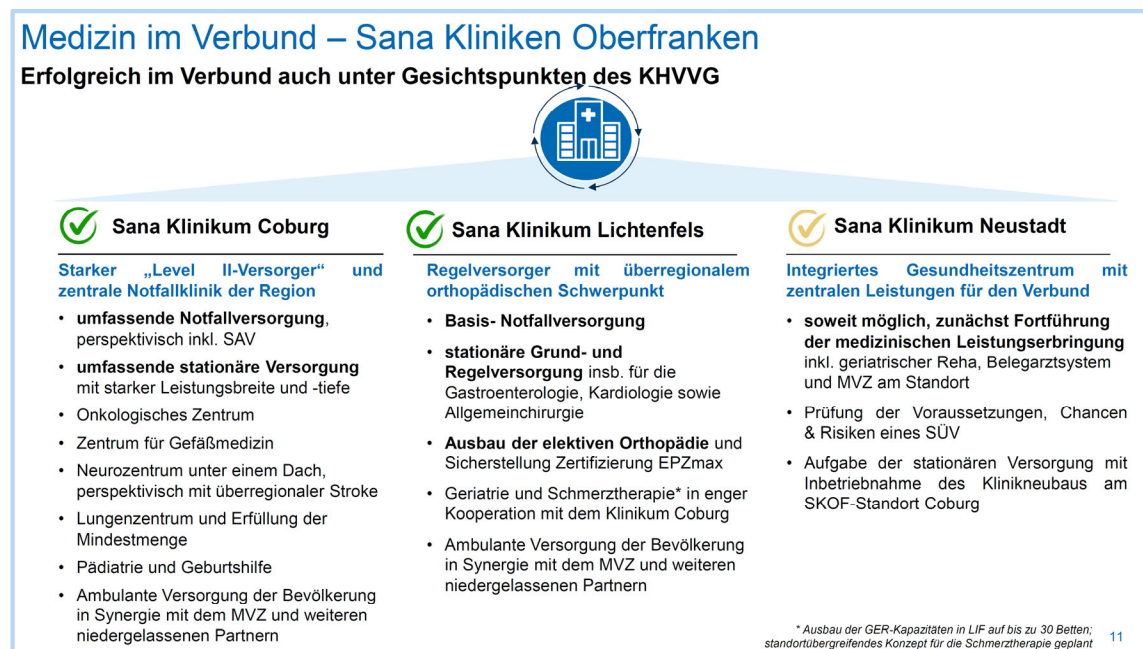 Medizin im Verbund – Sana Kliniken Oberfranken
Erfolgreich im Verbund auch unter Gesichtspunkten des KHVVG
Sana Klinikum Coburg
Starker „Level II-Versorger“ und
zentrale Notfallklinik der Region
• umfassende Notfallversorgung,
perspektivisch inkl. SAV
• umfassende stationäre Versorgung
mit starker Leistungsbreite und -tiefe
• Onkologisches Zentrum
• Zentrum für Gefäßmedizin
• Neurozentrum unter einem Dach,
perspektivisch mit überregionaler Stroke
• Lungenzentrum und Erfüllung der
Mindestmenge
• Pädiatrie und Geburtshilfe
• Ambulante Versorgung der Bevölkerung
in Synergie mit dem MVZ und weiteren
niedergelassenen Partnern
Sana Klinikum Lichtenfels
Regelversorger mit überregionalem
orthopädischen Schwerpunkt
• Basis- Notfallversorgung
• stationäre Grund- und
Regelversorgung insb. für die
Gastroenterologie, Kardiologie sowie
Allgemeinchirurgie
• Ausbau der elektiven Orthopädie und
Sicherstellung Zertifizierung EPZmax
• Geriatrie und Schmerztherapie* in enger
Kooperation mit dem Klinikum Coburg
• Ambulante Versorgung der Bevölkerung
in Synergie mit dem MVZ und weiteren
niedergelassenen Partnern
Sana Klinikum Neustadt
Integriertes Gesundheitszentrum mit
zentralen Leistungen für den Verbund
• soweit möglich, zunächst Fortführung
der medizinischen Leistungserbringung
inkl. geriatrischer Reha, Belegarztsystem
und MVZ am Standort
• Prüfung der Voraussetzungen, Chancen
& Risiken eines SÜV
• Aufgabe der stationären Versorgung mit
Inbetriebnahme des Klinikneubaus am
SKOF-Standort Coburg
* Ausbau der GER-Kapazitäten in LIF auf bis zu 30 Betten;
standortübergreifendes Konzept für die Schmerztherapie geplant
11